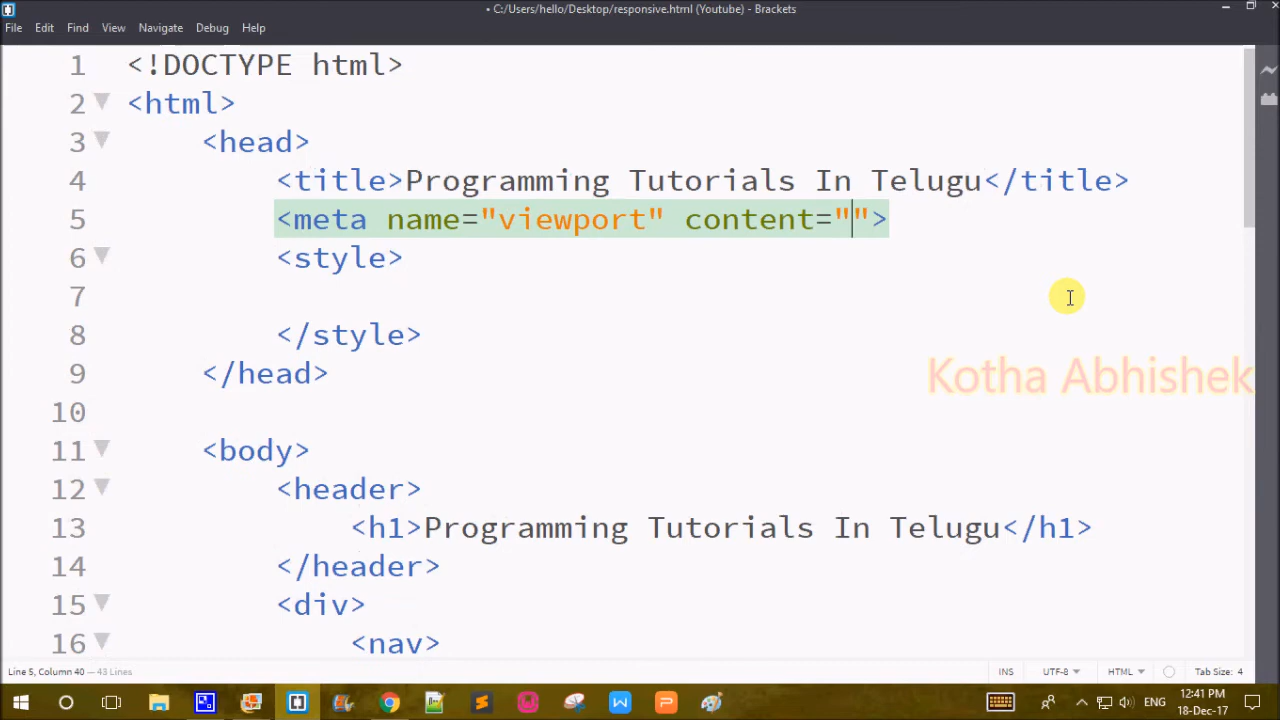 • C:/Users/hello/Desktop/responsive.html (Youtube) - Brackets
File Edit Find View Navigate Debug Help
1 <!DOCTYPE html>
2 <html>
3 <head>
4 <title>Programming Tutorials In Telugu</title>
5 <meta name="viewport" content="">
6 <style>
7
8 </style>
9 </head>
Kotha Abhishek
10
11 <body>
12 <header>
13 <h1>Programming Tutorials In Telugu</h1>
14 </header>
15 <div>
16 <nav>
Line 5, Column 40 — 43 Lines
INS UTF-8 HTML Tab Size: 4
ENG
12:41 PM
18-Dec-17